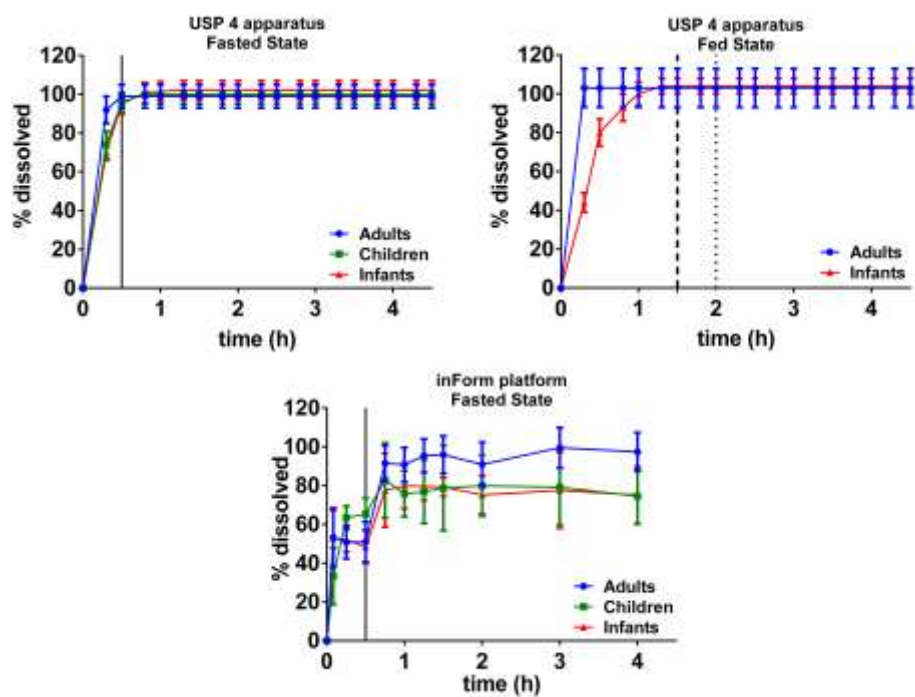 USP 4 apparatus
Fasted State
120
100
80
60
40
20
0
% dissolved
Adults
Children
Infants
0 1 2 3 4
time (h)
USP 4 apparatus
Fed State
120
100
80
60
40
20
0
% dissolved
Adults
Infants
0 1 2 3 4
time (h)
inForm platform
Fasted State
120
100
80
60
40
20
0
% dissolved
Adults
Children
Infants
0 1 2 3 4
time (h)